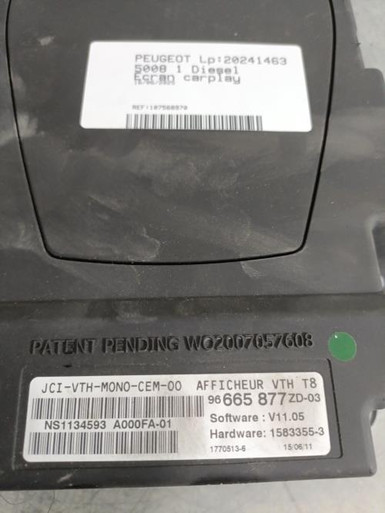 PEUGEOT Lp:20241463
5008 1 Diesel
Ecran carplay
REF:107568970
PATENT PENDING WO2007057608
JCI-VTH-MONO-CEM-00 AFFICHEUR VTH T8
96 665 877 ZD-03
Software : V11.05
NS1134593 A000FA-01
Hardware: 1583355-3
1770513-6 15/06/11